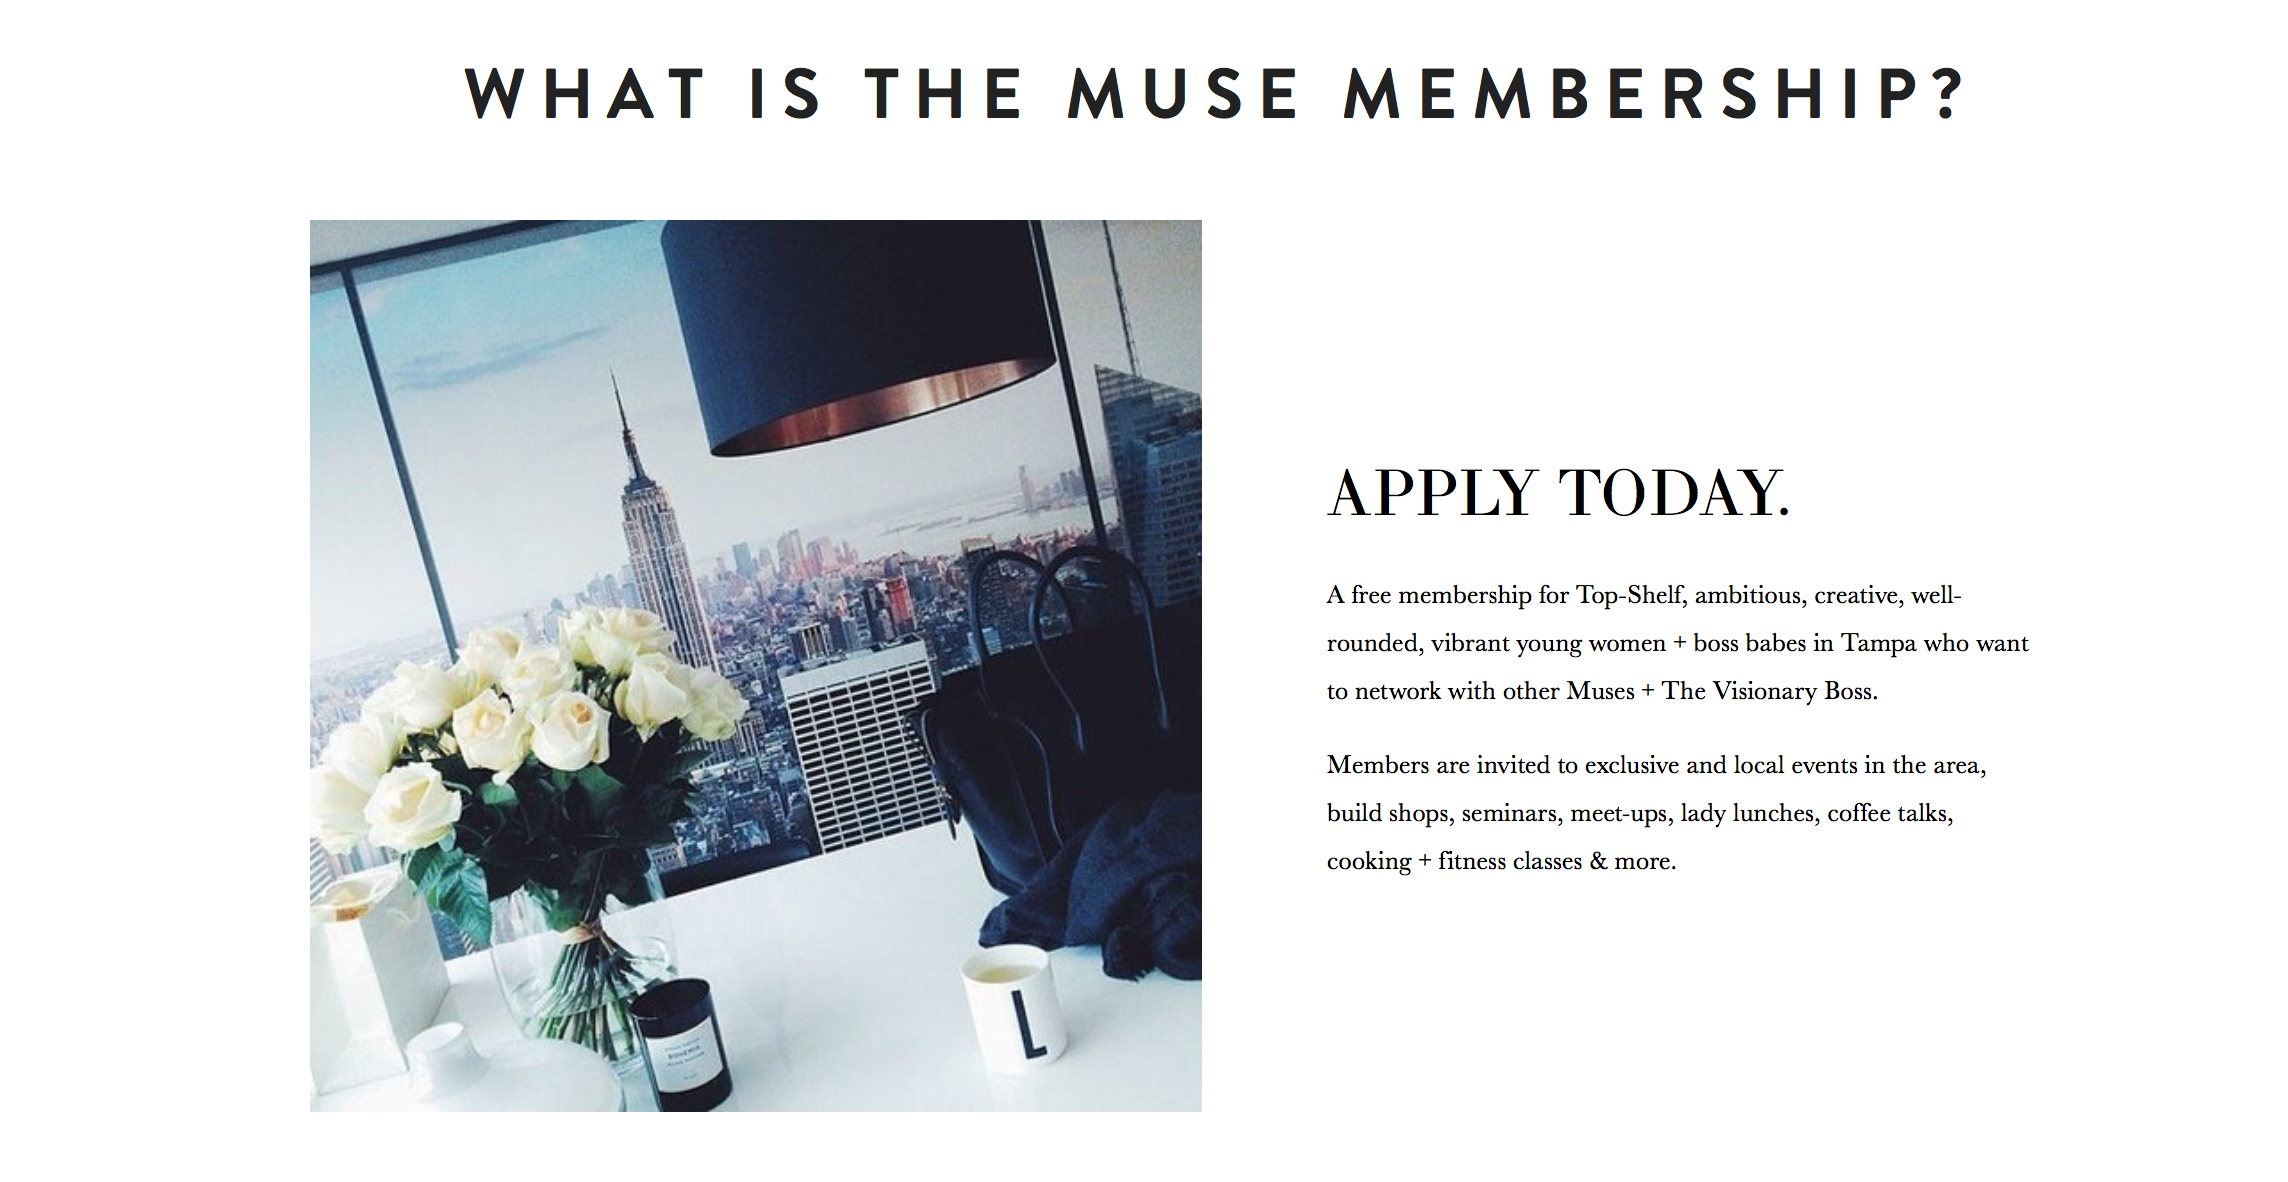 WHAT IS THE MUSE MEMBERSHIP?
APPLY TODAY.
A free membership for Top-Shelf, ambitious, creative, well-
rounded, vibrant young women + boss babes in Tampa who want
to network with other Muses + The Visionary Boss.
Members are invited to exclusive and local events in the area,
build shops, seminars, meet-ups, lady lunches, coffee talks,
cooking + fitness classes & more.
BOHEMIA
L